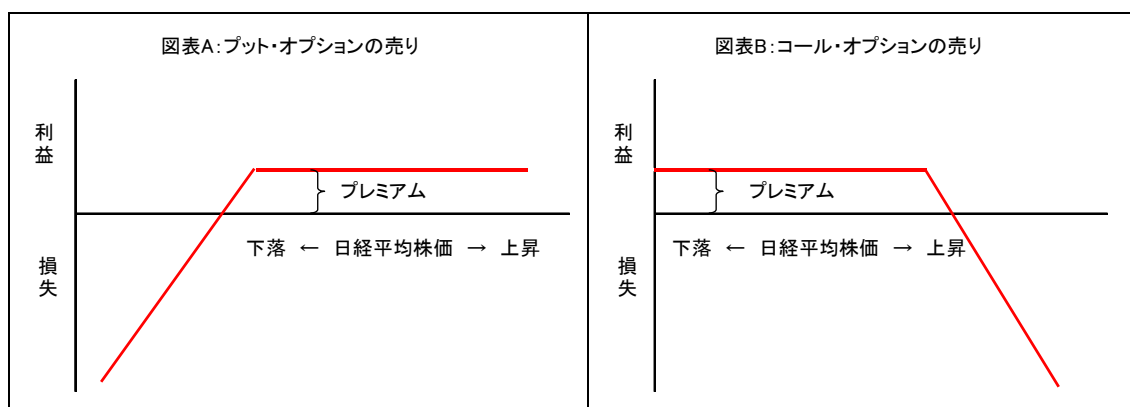 図表A:プット・オプションの売り
利益
プレミアム
下落 ← 日経平均株価 → 上昇
損失
図表B:コール・オプションの売り
利益
プレミアム
下落 ← 日経平均株価 → 上昇
損失